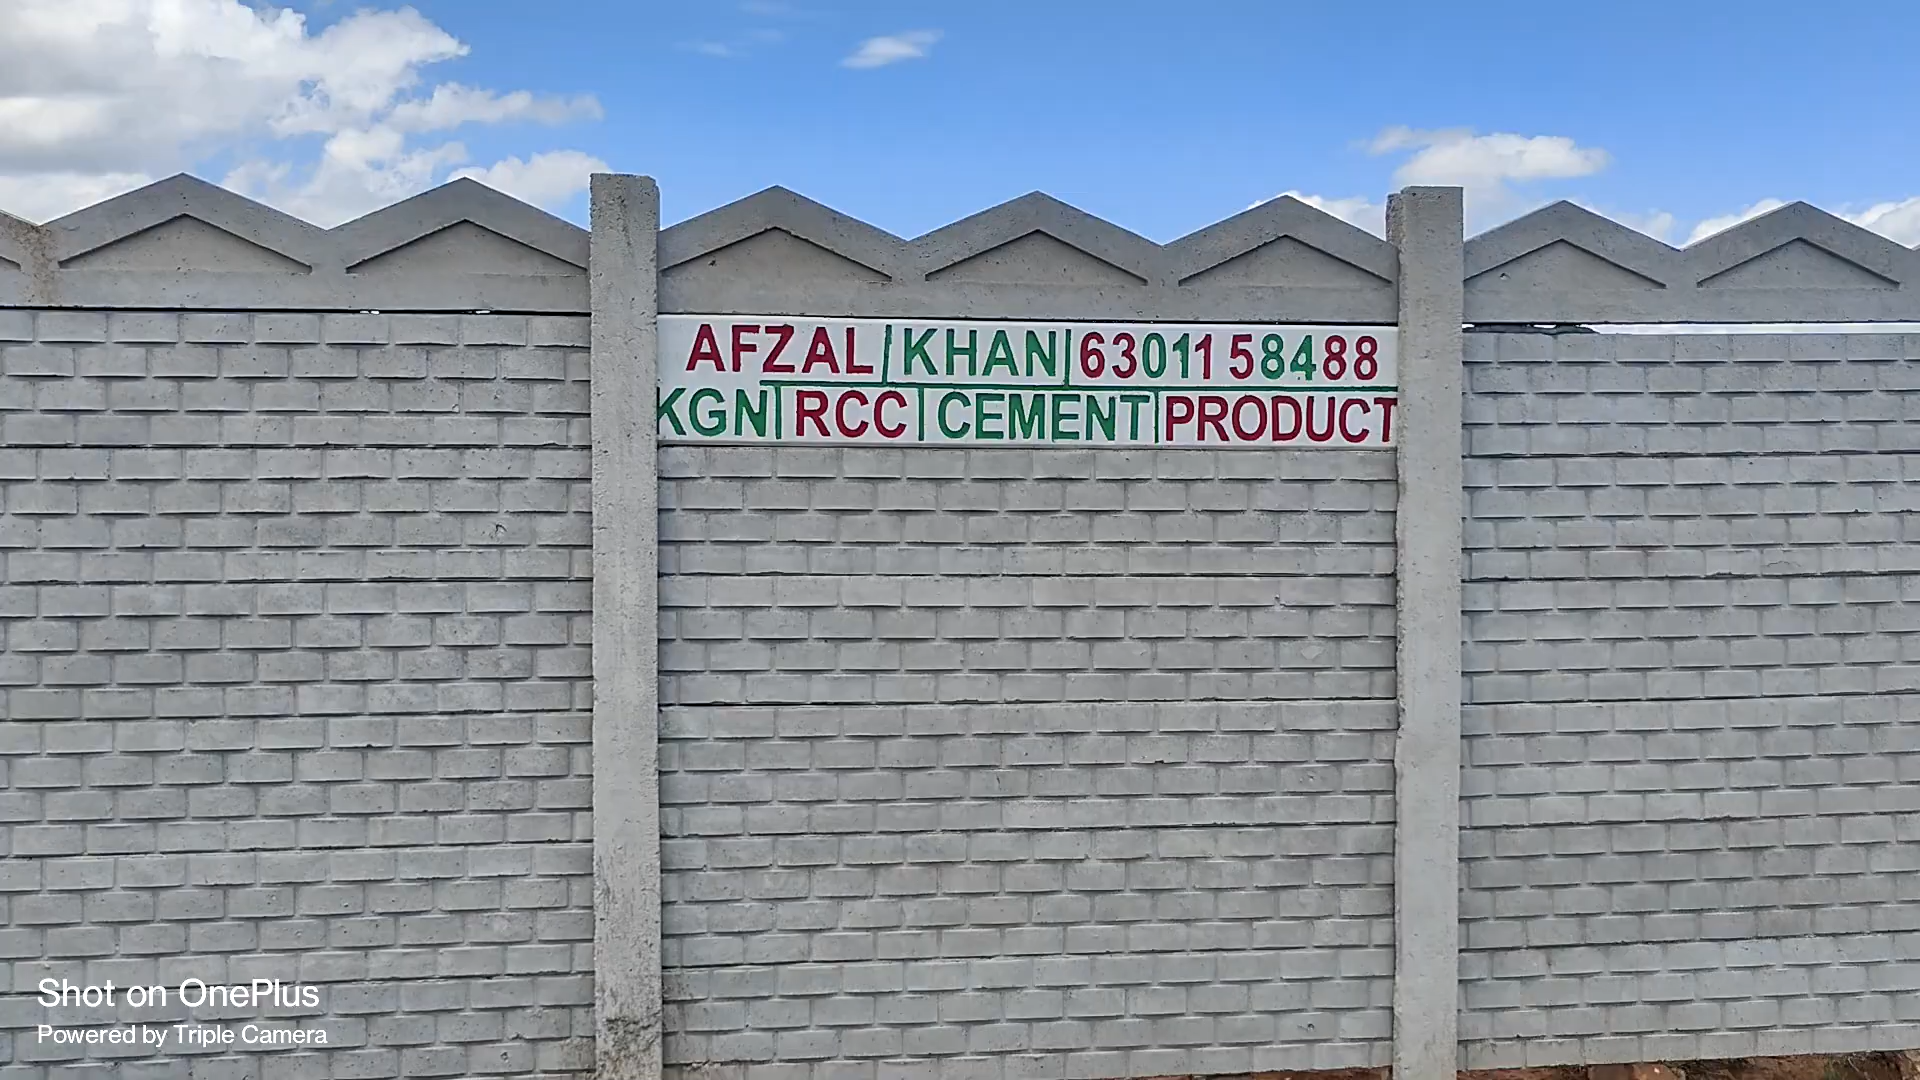 AFZAL|KHAN|6301158488
KGN|RCC|CEMENT|PRODUCT
Shot on OnePlus
Powered by Triple Camera